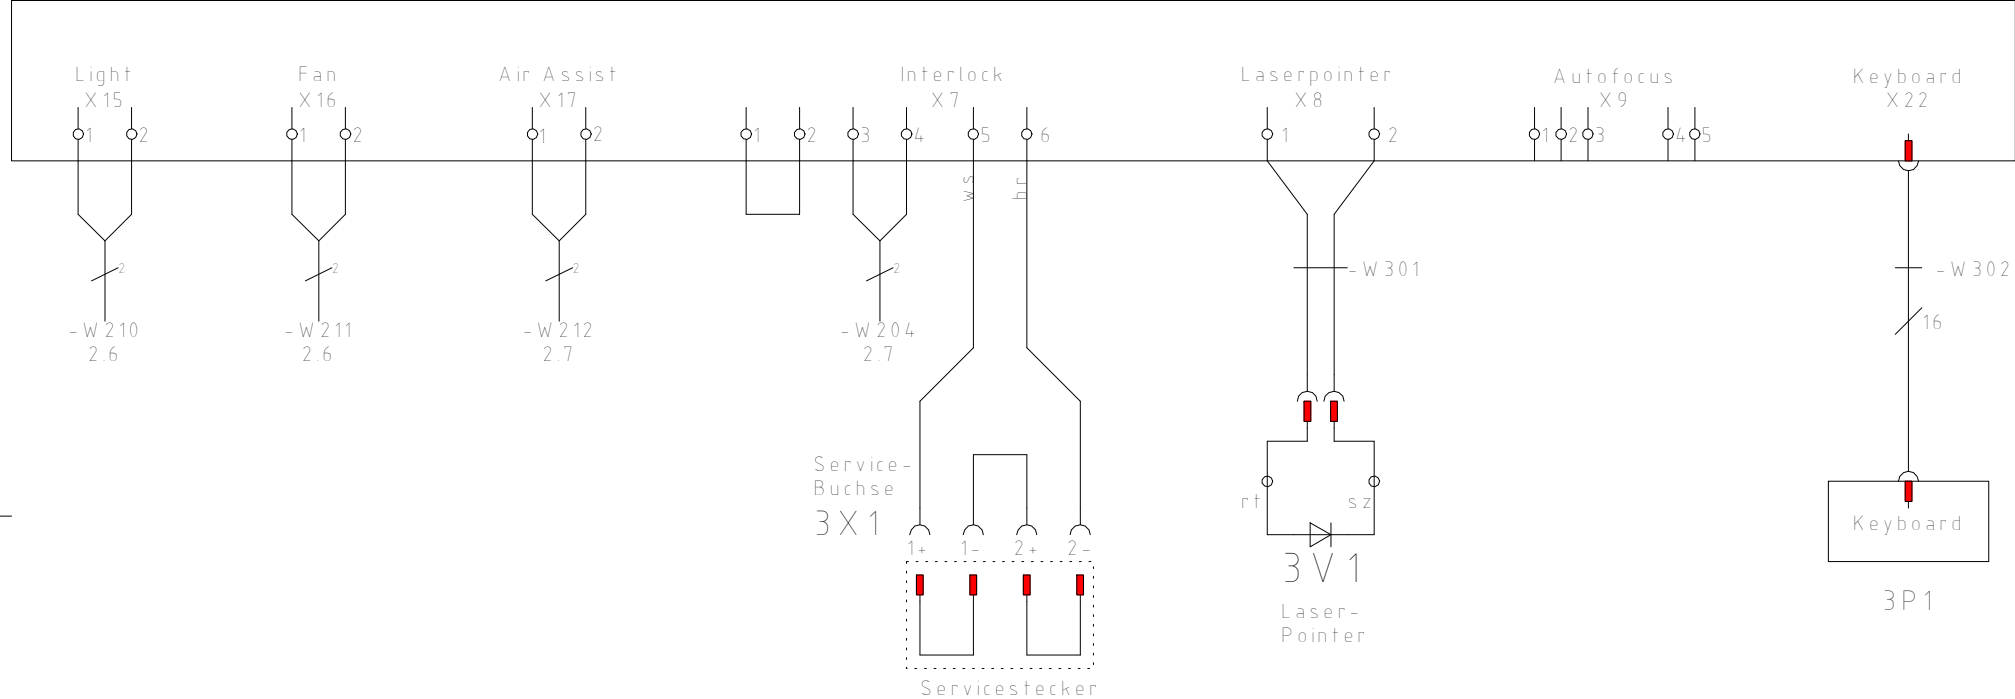 Light
X15
1 2
2
-W210
2.6
Fan
X16
1 2
2
-W211
2.6
Air Assist
X17
1 2
2
-W212
2.7
Interlock
X7
1 2 3 4 5 6
ws br
2
-W204
2.7
Service-
Buchse
3X1
1+ 1- 2+ 2-
Servicestecker
Laserpointer
X8
1 2
-W301
rt sz
3V1
Laser-
Pointer
Autofocus
X9
1 2 3 4 5
Keyboard
X22
-W302
16
Keyboard
3P1